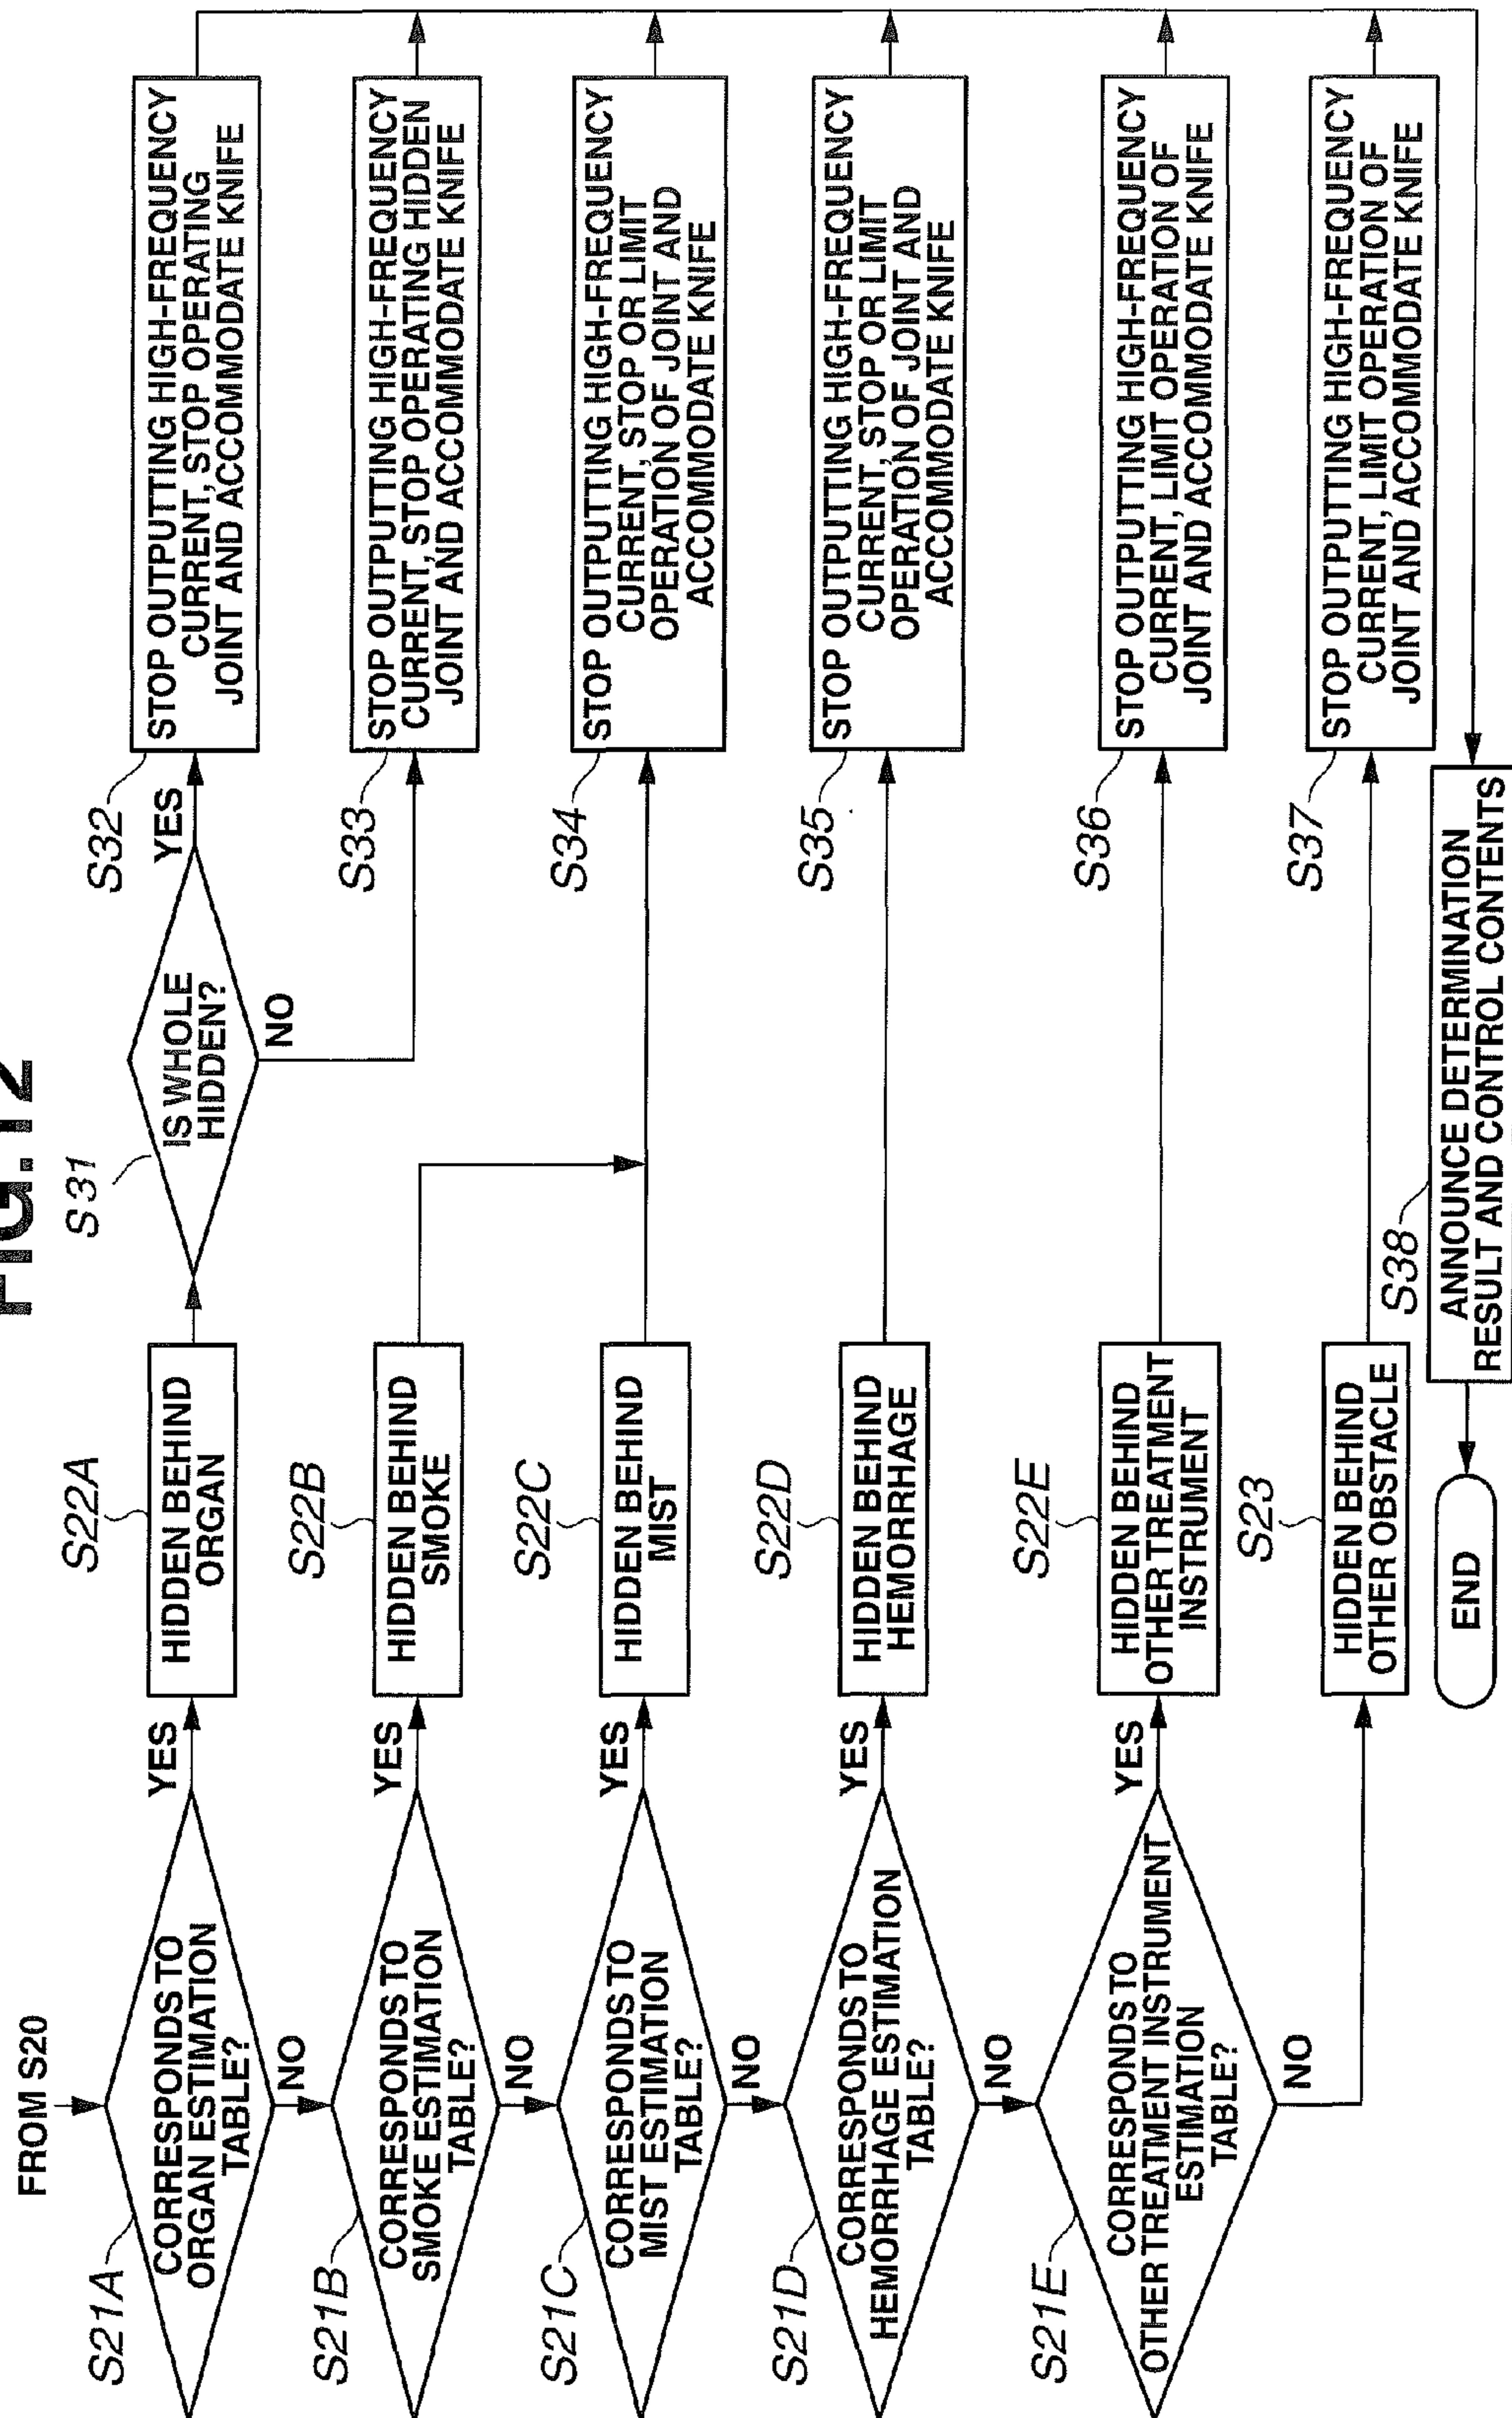 FIG.12
FROM S20
S21A
CORRESPONDS TO
ORGAN ESTIMATION
TABLE?
YES
NO
S22A
HIDDEN BEHIND
ORGAN
S31
IS WHOLE
HIDDEN?
YES
NO
S32
STOP OUTPUTTING HIGH-FREQUENCY
CURRENT, STOP OPERATING
JOINT AND ACCOMMODATE KNIFE
S33
STOP OUTPUTTING HIGH-FREQUENCY
CURRENT, STOP OPERATING HIDDEN
JOINT AND ACCOMMODATE KNIFE
S21B
CORRESPONDS TO
SMOKE ESTIMATION
TABLE?
YES
NO
S22B
HIDDEN BEHIND
SMOKE
S21C
CORRESPONDS TO
MIST ESTIMATION
TABLE?
YES
NO
S22C
HIDDEN BEHIND
MIST
S34
STOP OUTPUTTING HIGH-FREQUENCY
CURRENT, STOP OR LIMIT
OPERATION OF JOINT AND
ACCOMMODATE KNIFE
S21D
CORRESPONDS TO
HEMORRHAGE ESTIMATION
TABLE?
YES
NO
S22D
HIDDEN BEHIND
HEMORRHAGE
S35
STOP OUTPUTTING HIGH-FREQUENCY
CURRENT, STOP OR LIMIT
OPERATION OF JOINT AND
ACCOMMODATE KNIFE
S21E
CORRESPONDS TO
OTHER TREATMENT INSTRUMENT
ESTIMATION
TABLE?
YES
NO
S22E
HIDDEN BEHIND
OTHER TREATMENT
INSTRUMENT
S36
STOP OUTPUTTING HIGH-FREQUENCY
CURRENT, LIMIT OPERATION OF
JOINT AND ACCOMMODATE KNIFE
S23
HIDDEN BEHIND
OTHER OBSTACLE
S37
STOP OUTPUTTING HIGH-FREQUENCY
CURRENT, LIMIT OPERATION OF
JOINT AND ACCOMMODATE KNIFE
S38
ANNOUNCE DETERMINATION
RESULT AND CONTROL CONTENTS
END